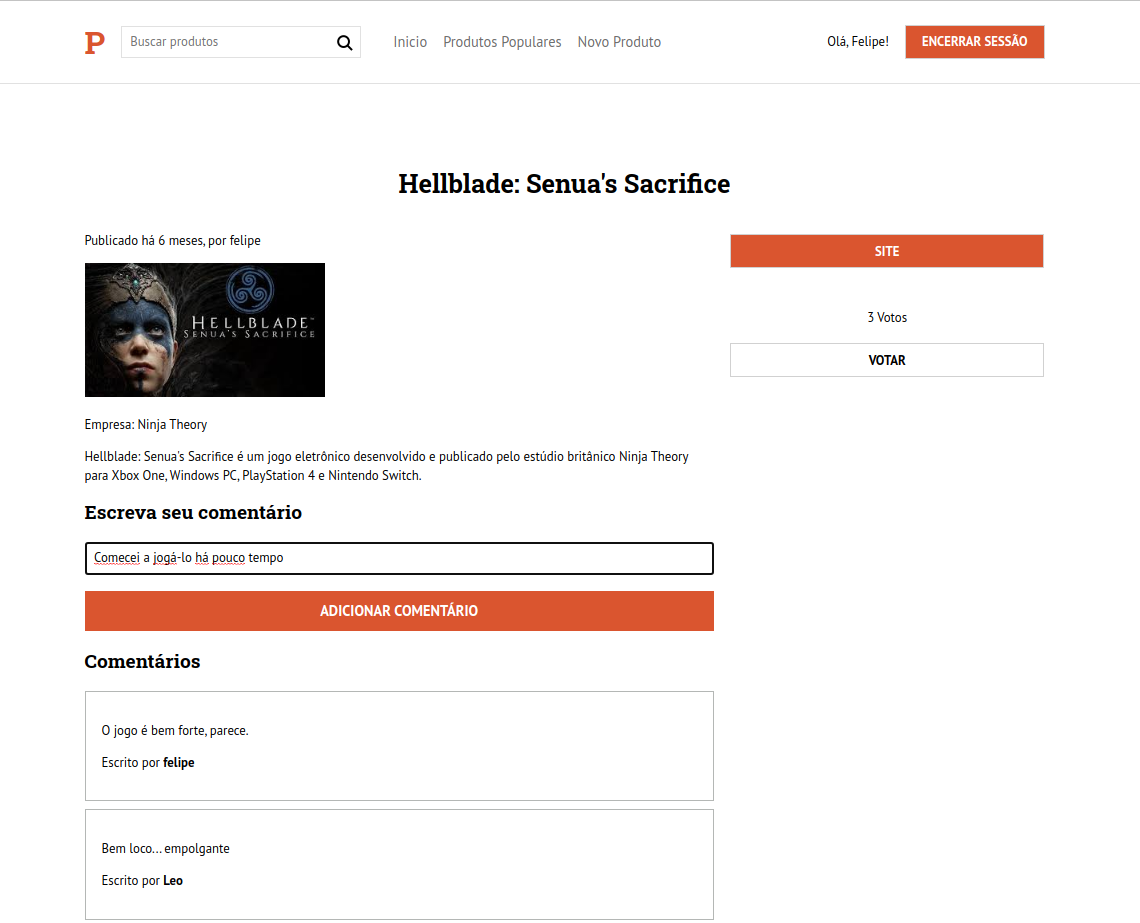 P
Buscar produtos
Inicio
Produtos Populares
Novo Produto
Olá, Felipe!
ENCERRAR SESSÃO
Hellblade: Senua's Sacrifice
Publicado há 6 meses, por felipe
HELLBLADE™
SENUA'S SACRIFICE
Empresa: Ninja Theory
Hellblade: Senua's Sacrifice é um jogo eletrônico desenvolvido e publicado pelo estúdio britânico Ninja Theory
para Xbox One, Windows PC, PlayStation 4 e Nintendo Switch.
SITE
3 Votos
VOTAR
Escreva seu comentário
Comecei a jogá-lo há pouco tempo
ADICIONAR COMENTÁRIO
Comentários
O jogo é bem forte, parece.
Escrito por felipe
Bem loco... empolgante
Escrito por Leo